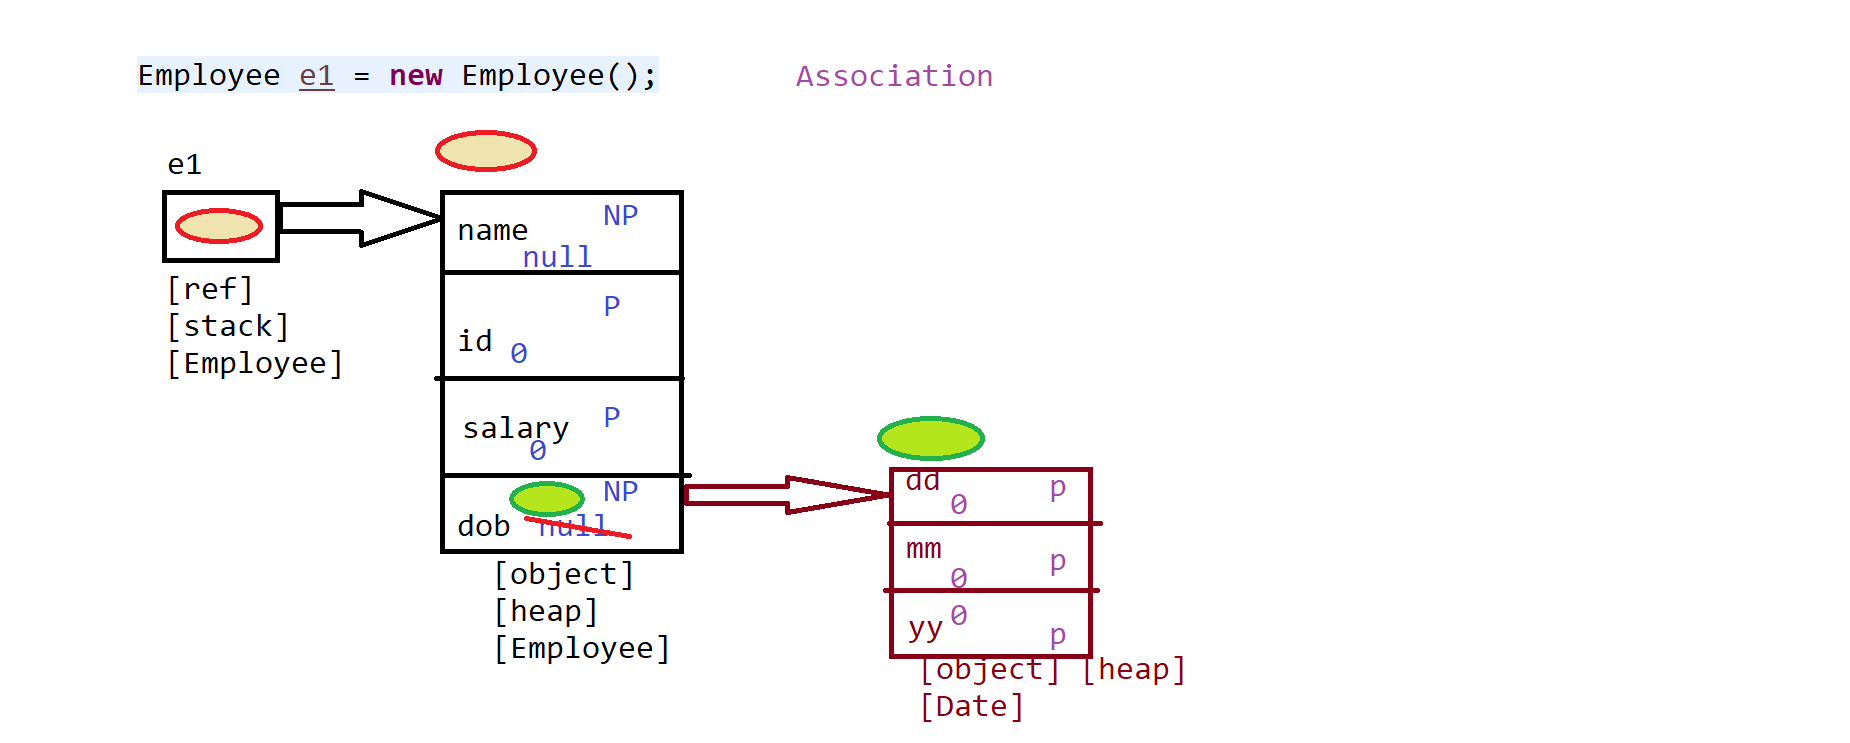 Employee e1 = new Employee();
Association
e1
[ref]
[stack]
[Employee]
name NP
null
id P
0
salary P
0
dob NP
null
[object]
[heap]
[Employee]
dd p
0
mm p
0
yy p
0
[object] [heap]
[Date]